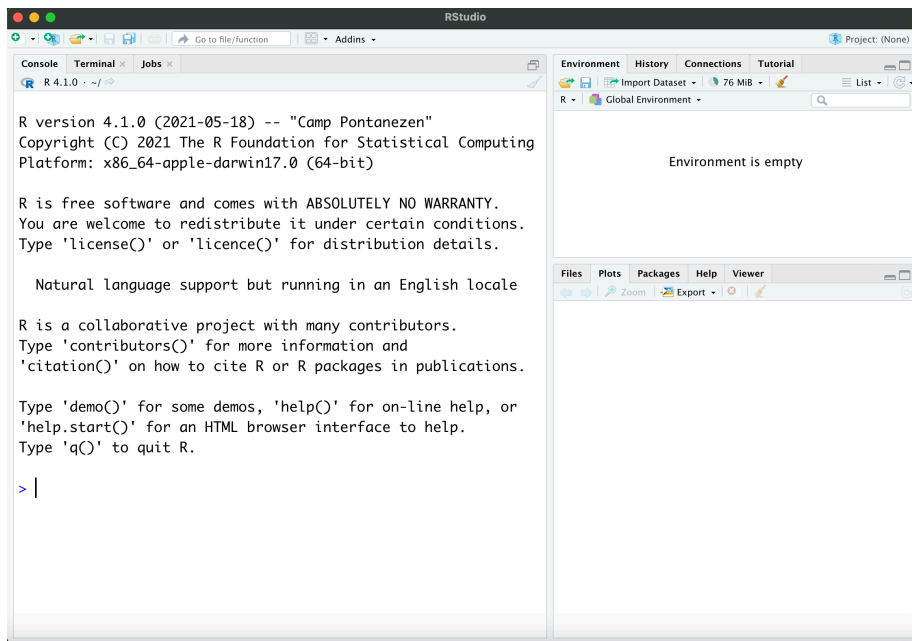 RStudio
Go to file/function
Addins
Project: (None)
Console Terminal Jobs
R 4.1.0 · ~/
R version 4.1.0 (2021-05-18) -- "Camp Pontanezen"
Copyright (C) 2021 The R Foundation for Statistical Computing
Platform: x86_64-apple-darwin17.0 (64-bit)
R is free software and comes with ABSOLUTELY NO WARRANTY.
You are welcome to redistribute it under certain conditions.
Type 'license()' or 'licence()' for distribution details.
Natural language support but running in an English locale
R is a collaborative project with many contributors.
Type 'contributors()' for more information and
'citation()' on how to cite R or R packages in publications.
Type 'demo()' for some demos, 'help()' for on-line help, or
'help.start()' for an HTML browser interface to help.
Type 'q()' to quit R.
>
Environment History Connections Tutorial
Import Dataset 76 MiB List
R Global Environment
Environment is empty
Files Plots Packages Help Viewer
Zoom Export